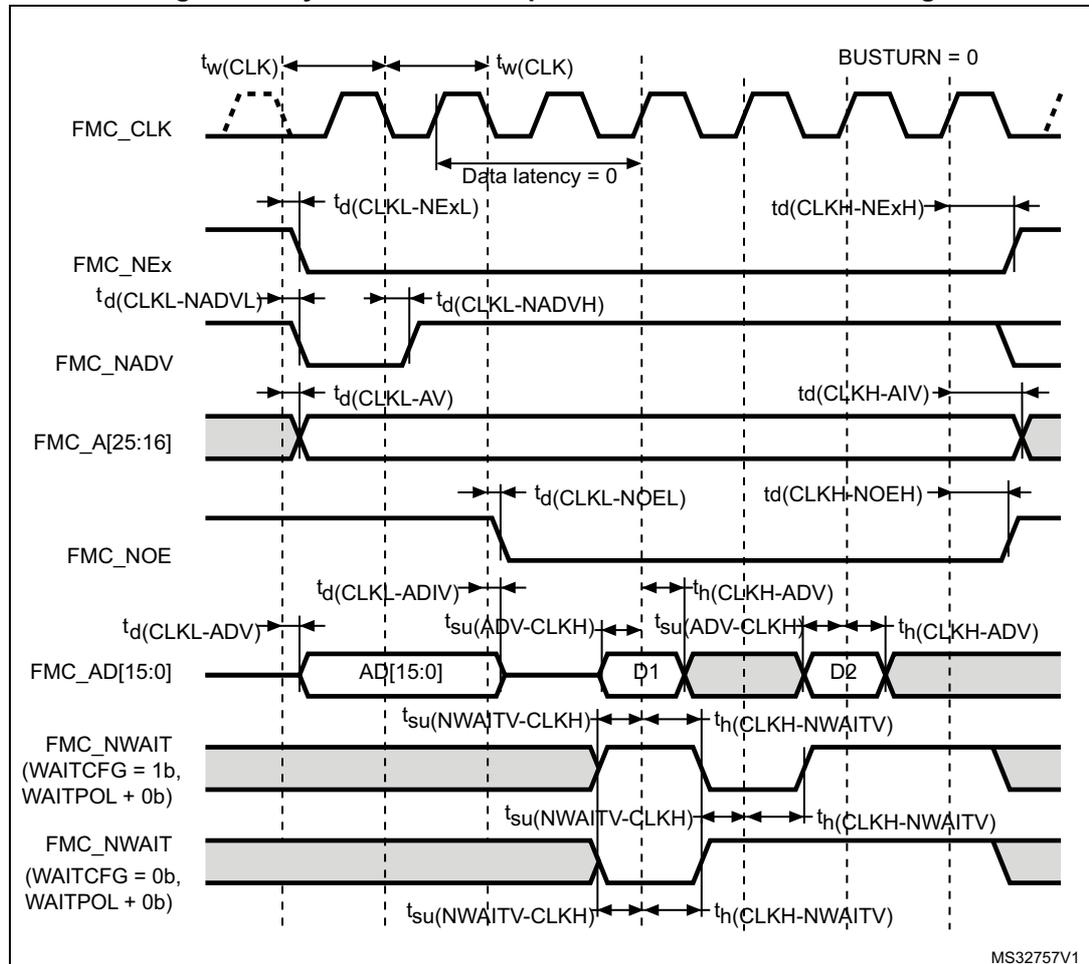 tw(CLK) tw(CLK) BUSTURN = 0
FMC_CLK
Data latency = 0
td(CLKL-NExL) td(CLKH-NExH)
FMC_NEx
td(CLKL-NADVL) td(CLKL-NADVH)
FMC_NADV
td(CLKL-AV) td(CLKH-AIV)
FMC_A[25:16]
td(CLKL-NOEL) td(CLKH-NOEH)
FMC_NOE
td(CLKL-ADIV) th(CLKH-ADV)
td(CLKL-ADV) tsu(ADV-CLKH) tsu(ADV-CLKH) th(CLKH-ADV)
FMC_AD[15:0] AD[15:0] D1 D2
tsu(NWAITV-CLKH) th(CLKH-NWAITV)
FMC_NWAIT
(WAITCFG = 1b,
WAITPOL + 0b)
tsu(NWAITV-CLKH) th(CLKH-NWAITV)
FMC_NWAIT
(WAITCFG = 0b,
WAITPOL + 0b)
tsu(NWAITV-CLKH) th(CLKH-NWAITV)
MS32757V1